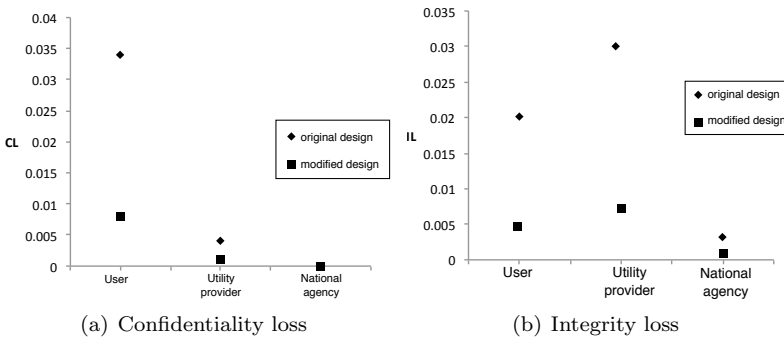 0.04
0.035
0.03
0.025
0.02
0.015
0.01
0.005
0
CL
original design
modified design
User
Utility
provider
National
agency
(a) Confidentiality loss
0.035
0.03
0.025
0.02
0.015
0.01
0.005
0
IL
original design
modified design
User
Utility
provider
National
agency
(b) Integrity loss